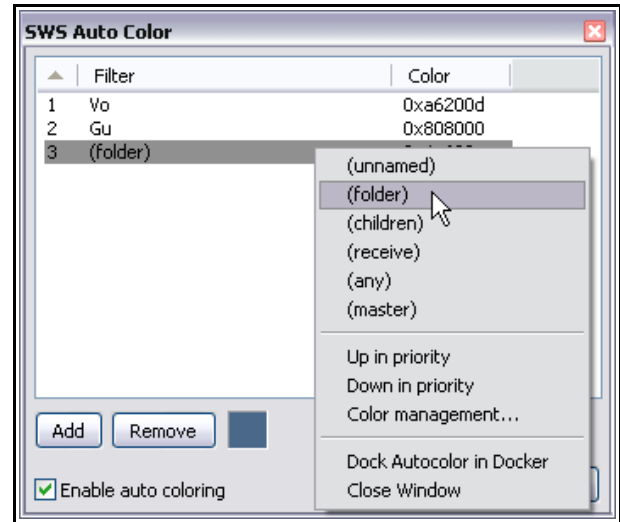 SWS Auto Color
Filter Color
1 Vo 0xa6200d
2 Gu 0x808000
3 (folder)
(unnamed)
(folder)
(children)
(receive)
(any)
(master)
Up in priority
Down in priority
Color management...
Add Remove
Dock Autocolor in Docker
Enable auto coloring
Close Window